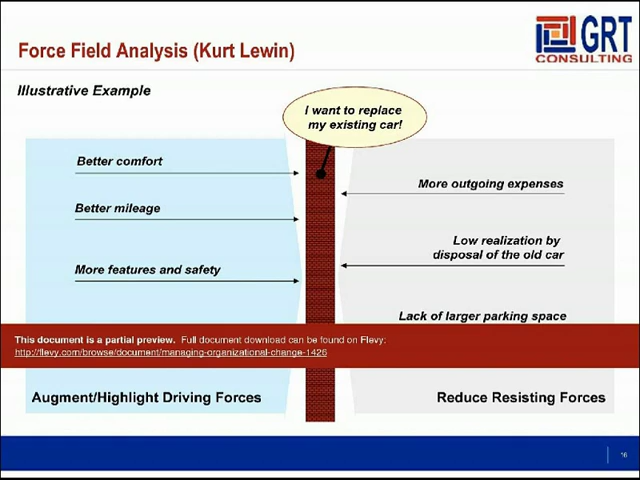 Force Field Analysis (Kurt Lewin)
GRT
CONSULTING
Illustrative Example
I want to replace
my existing car!
Better comfort
More outgoing expenses
Better mileage
Low realization by
disposal of the old car
More features and safety
Lack of larger parking space
This document is a partial preview. Full document download can be found on Flevy:
http://flevy.com/browse/document/managing-organizational-change-1426
Augment/Highlight Driving Forces
Reduce Resisting Forces
16